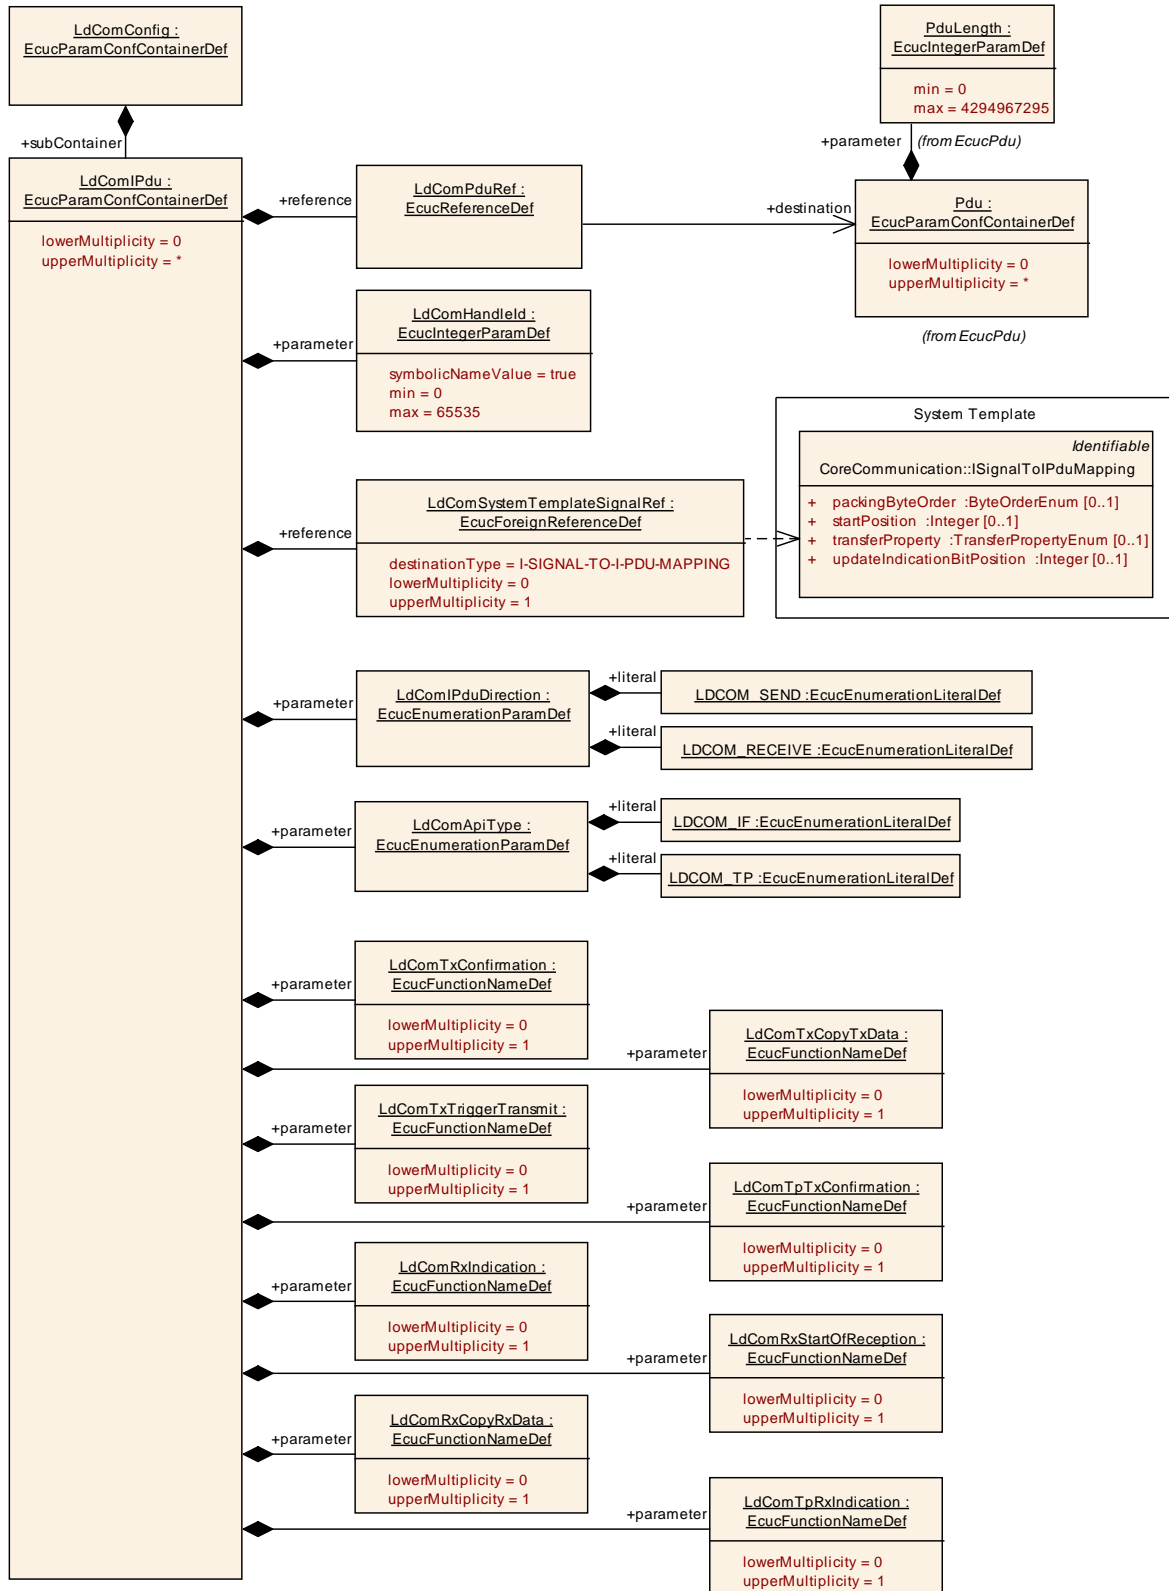 LdComConfig :
EcucParamConfContainerDef
+subContainer
LdComIPdu :
EcucParamConfContainerDef
lowerMultiplicity = 0
upperMultiplicity = *
+reference
LdComPduRef :
EcucReferenceDef
+destination
PduLength :
EcucIntegerParamDef
min = 0
max = 4294967295
+parameter
(from EcucPdu)
Pdu :
EcucParamConfContainerDef
lowerMultiplicity = 0
upperMultiplicity = *
(from EcucPdu)
+parameter
LdComHandleId :
EcucIntegerParamDef
symbolicNameValue = true
min = 0
max = 65535
+reference
LdComSystemTemplateSignalRef :
EcucForeignReferenceDef
destinationType = I-SIGNAL-TO-I-PDU-MAPPING
lowerMultiplicity = 0
upperMultiplicity = 1
System Template
Identifiable
CoreCommunication::ISignalToIPduMapping
+ packingByteOrder :ByteOrderEnum [0..1]
+ startPosition :Integer [0..1]
+ transferProperty :TransferPropertyEnum [0..1]
+ updateIndicationBitPosition :Integer [0..1]
+parameter
LdComIPduDirection :
EcucEnumerationParamDef
+literal
LDCOM_SEND :EcucEnumerationLiteralDef
+literal
LDCOM_RECEIVE :EcucEnumerationLiteralDef
+parameter
LdComApiType :
EcucEnumerationParamDef
+literal
LDCOM_IF :EcucEnumerationLiteralDef
+literal
LDCOM_TP :EcucEnumerationLiteralDef
+parameter
LdComTxConfirmation :
EcucFunctionNameDef
lowerMultiplicity = 0
upperMultiplicity = 1
+parameter
LdComTxCopyTxData :
EcucFunctionNameDef
lowerMultiplicity = 0
upperMultiplicity = 1
+parameter
LdComTxTriggerTransmit :
EcucFunctionNameDef
lowerMultiplicity = 0
upperMultiplicity = 1
+parameter
LdComTpTxConfirmation :
EcucFunctionNameDef
lowerMultiplicity = 0
upperMultiplicity = 1
+parameter
LdComRxIndication :
EcucFunctionNameDef
lowerMultiplicity = 0
upperMultiplicity = 1
+parameter
LdComRxStartOfReception :
EcucFunctionNameDef
lowerMultiplicity = 0
upperMultiplicity = 1
+parameter
LdComRxCopyRxData :
EcucFunctionNameDef
lowerMultiplicity = 0
upperMultiplicity = 1
+parameter
LdComTpRxIndication :
EcucFunctionNameDef
lowerMultiplicity = 0
upperMultiplicity = 1